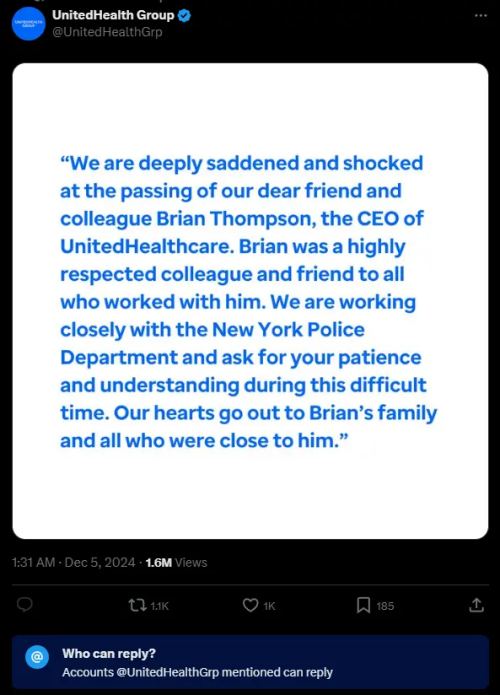 UnitedHealth Group
@UnitedHealthGrp
“We are deeply saddened and shocked
at the passing of our dear friend and
colleague Brian Thompson, the CEO of
UnitedHealthcare. Brian was a highly
respected colleague and friend to all
who worked with him. We are working
closely with the New York Police
Department and ask for your patience
and understanding during this difficult
time. Our hearts go out to Brian’s family
and all who were close to him.”
1:31 AM · Dec 5, 2024 · 1.6M Views
1.1K 1K 185
@ Who can reply?
Accounts @UnitedHealthGrp mentioned can reply